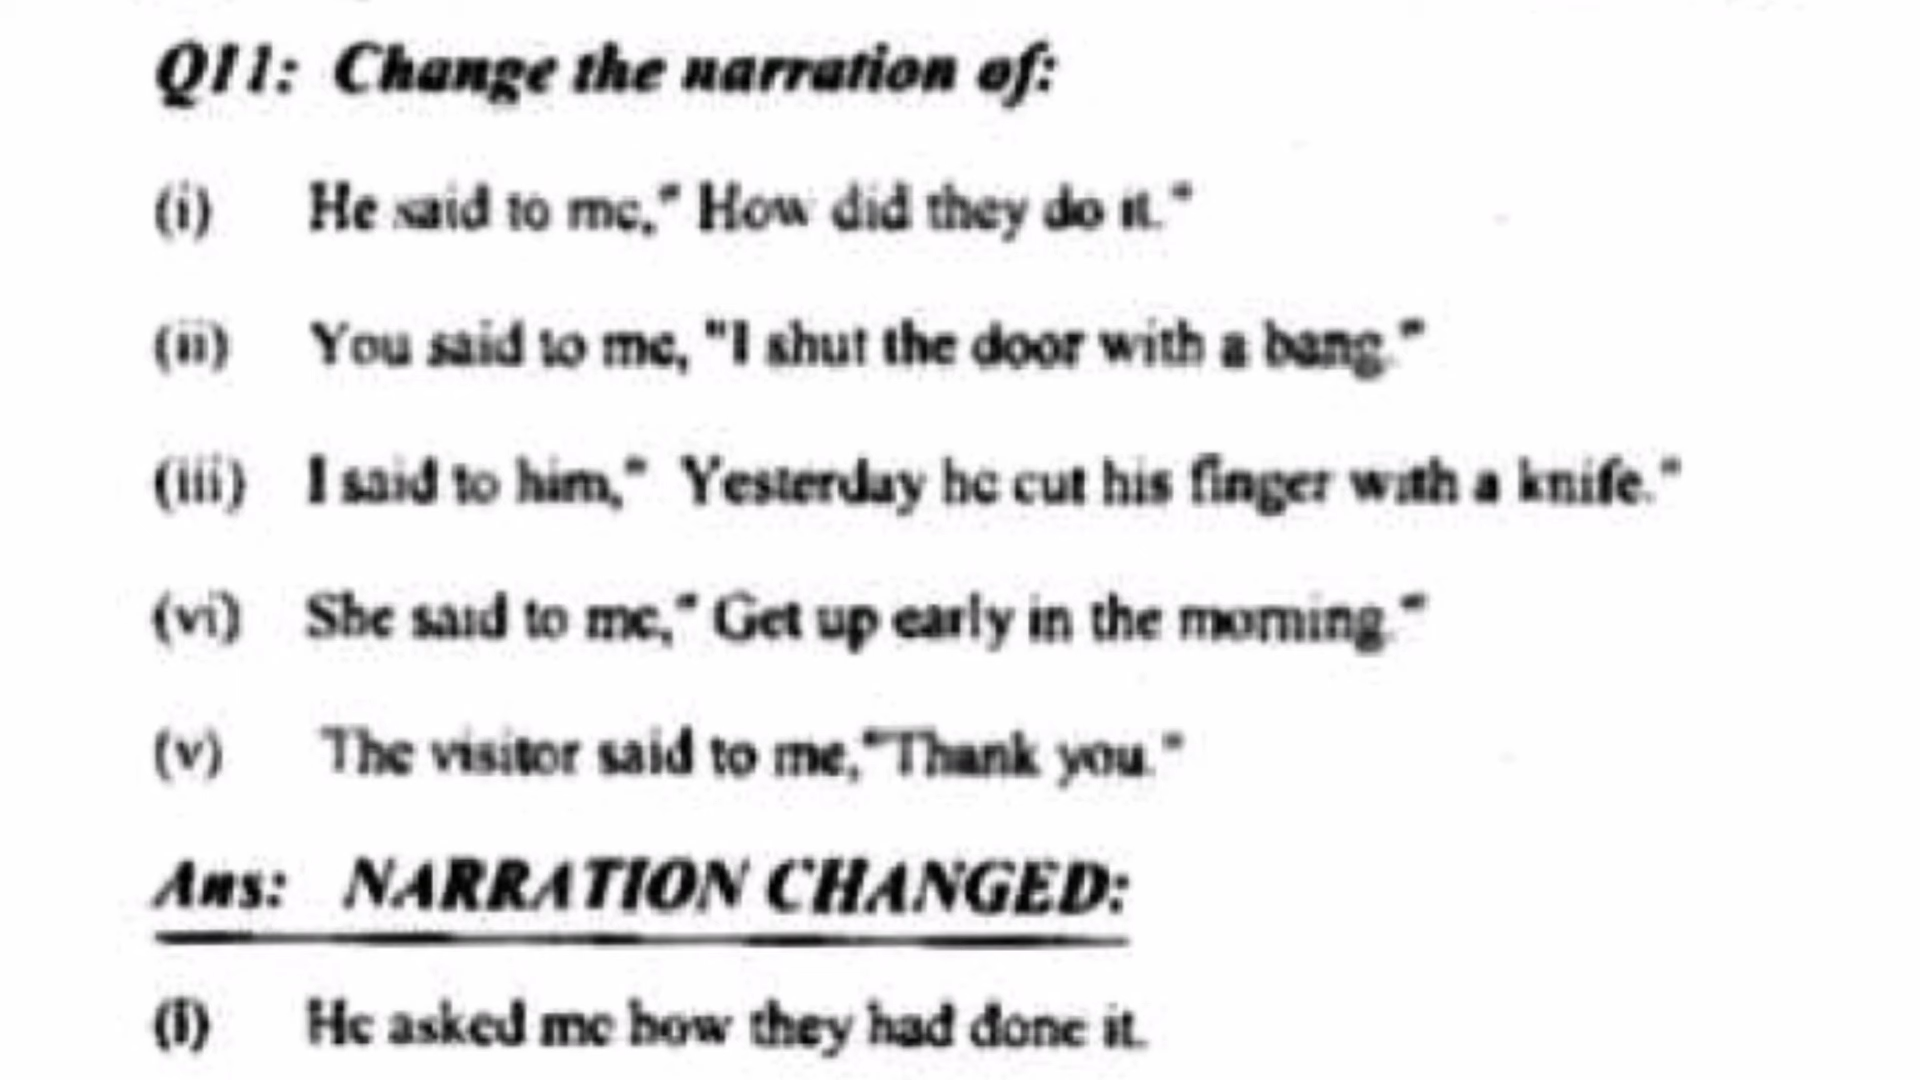 Q11: Change the narration of:
(i) He said to me," How did they do it."
(ii) You said to me, "I shut the door with a bang."
(iii) I said to him," Yesterday he cut his finger with a knife."
(vi) She said to me," Get up early in the morning."
(v) The visitor said to me,"Thank you."
Ans: NARRATION CHANGED:
(i) He asked me how they had done it.